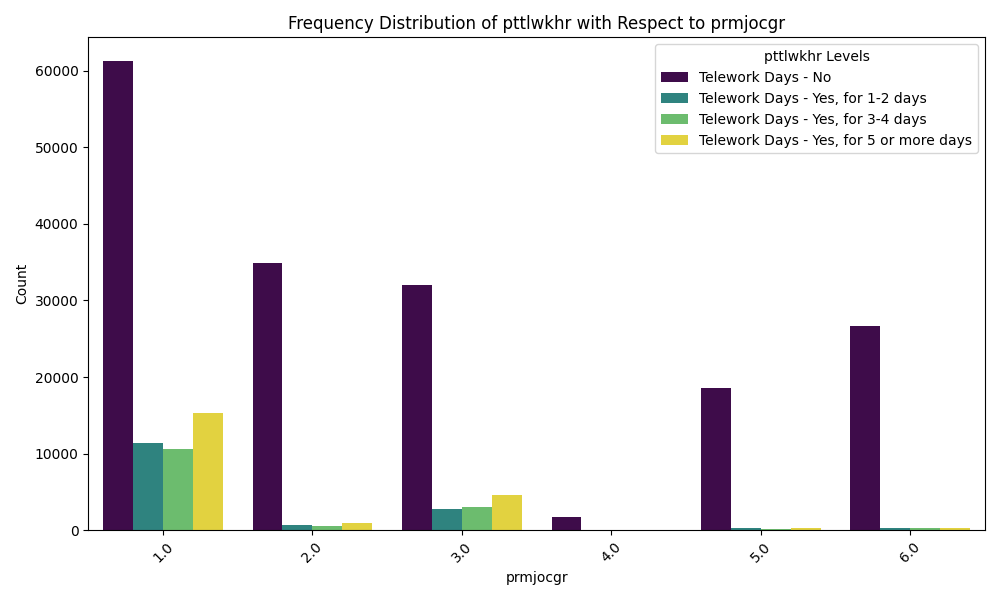 Frequency Distribution of pttlwkhr with Respect to prmjocgr
pttlwkhr Levels
Telework Days - No
Telework Days - Yes, for 1-2 days
Telework Days - Yes, for 3-4 days
Telework Days - Yes, for 5 or more days
Count
60000
50000
40000
30000
20000
10000
0
1.0
2.0
3.0
4.0
5.0
6.0
prmjocgr